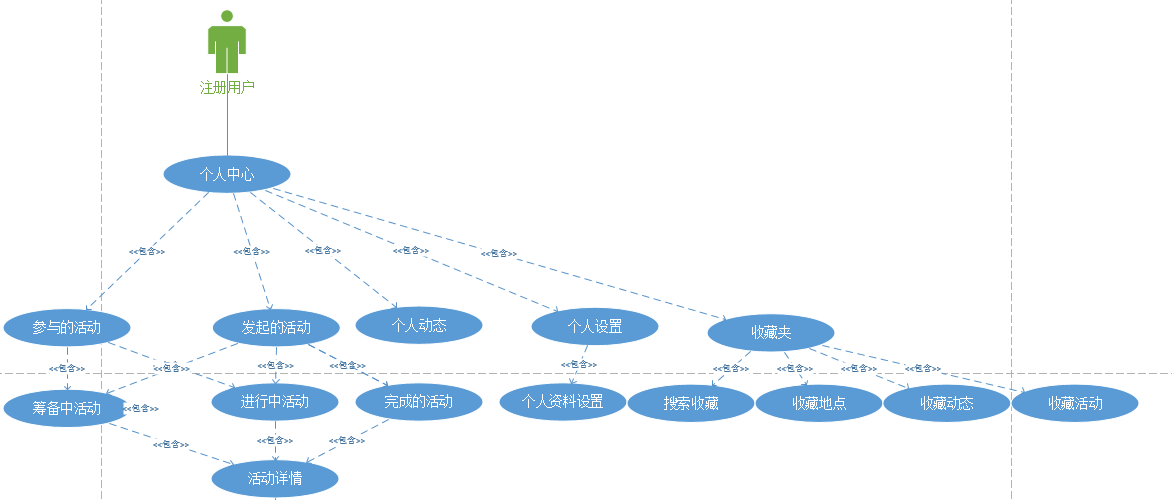 注册用户
个人中心
<<包含>>
<<包含>>
<<包含>>
<<包含>>
<<包含>>
参与的活动
发起的活动
个人动态
个人设置
收藏夹
<<包含>>
<<包含>>
<<包含>>
<<包含>>
<<包含>>
<<包含>>
<<包含>>
<<包含>>
<<包含>>
筹备中活动
<<包含>>
进行中活动
完成的活动
个人资料设置
搜索收藏
收藏地点
收藏动态
收藏活动
<<包含>>
<<包含>>
<<包含>>
活动详情